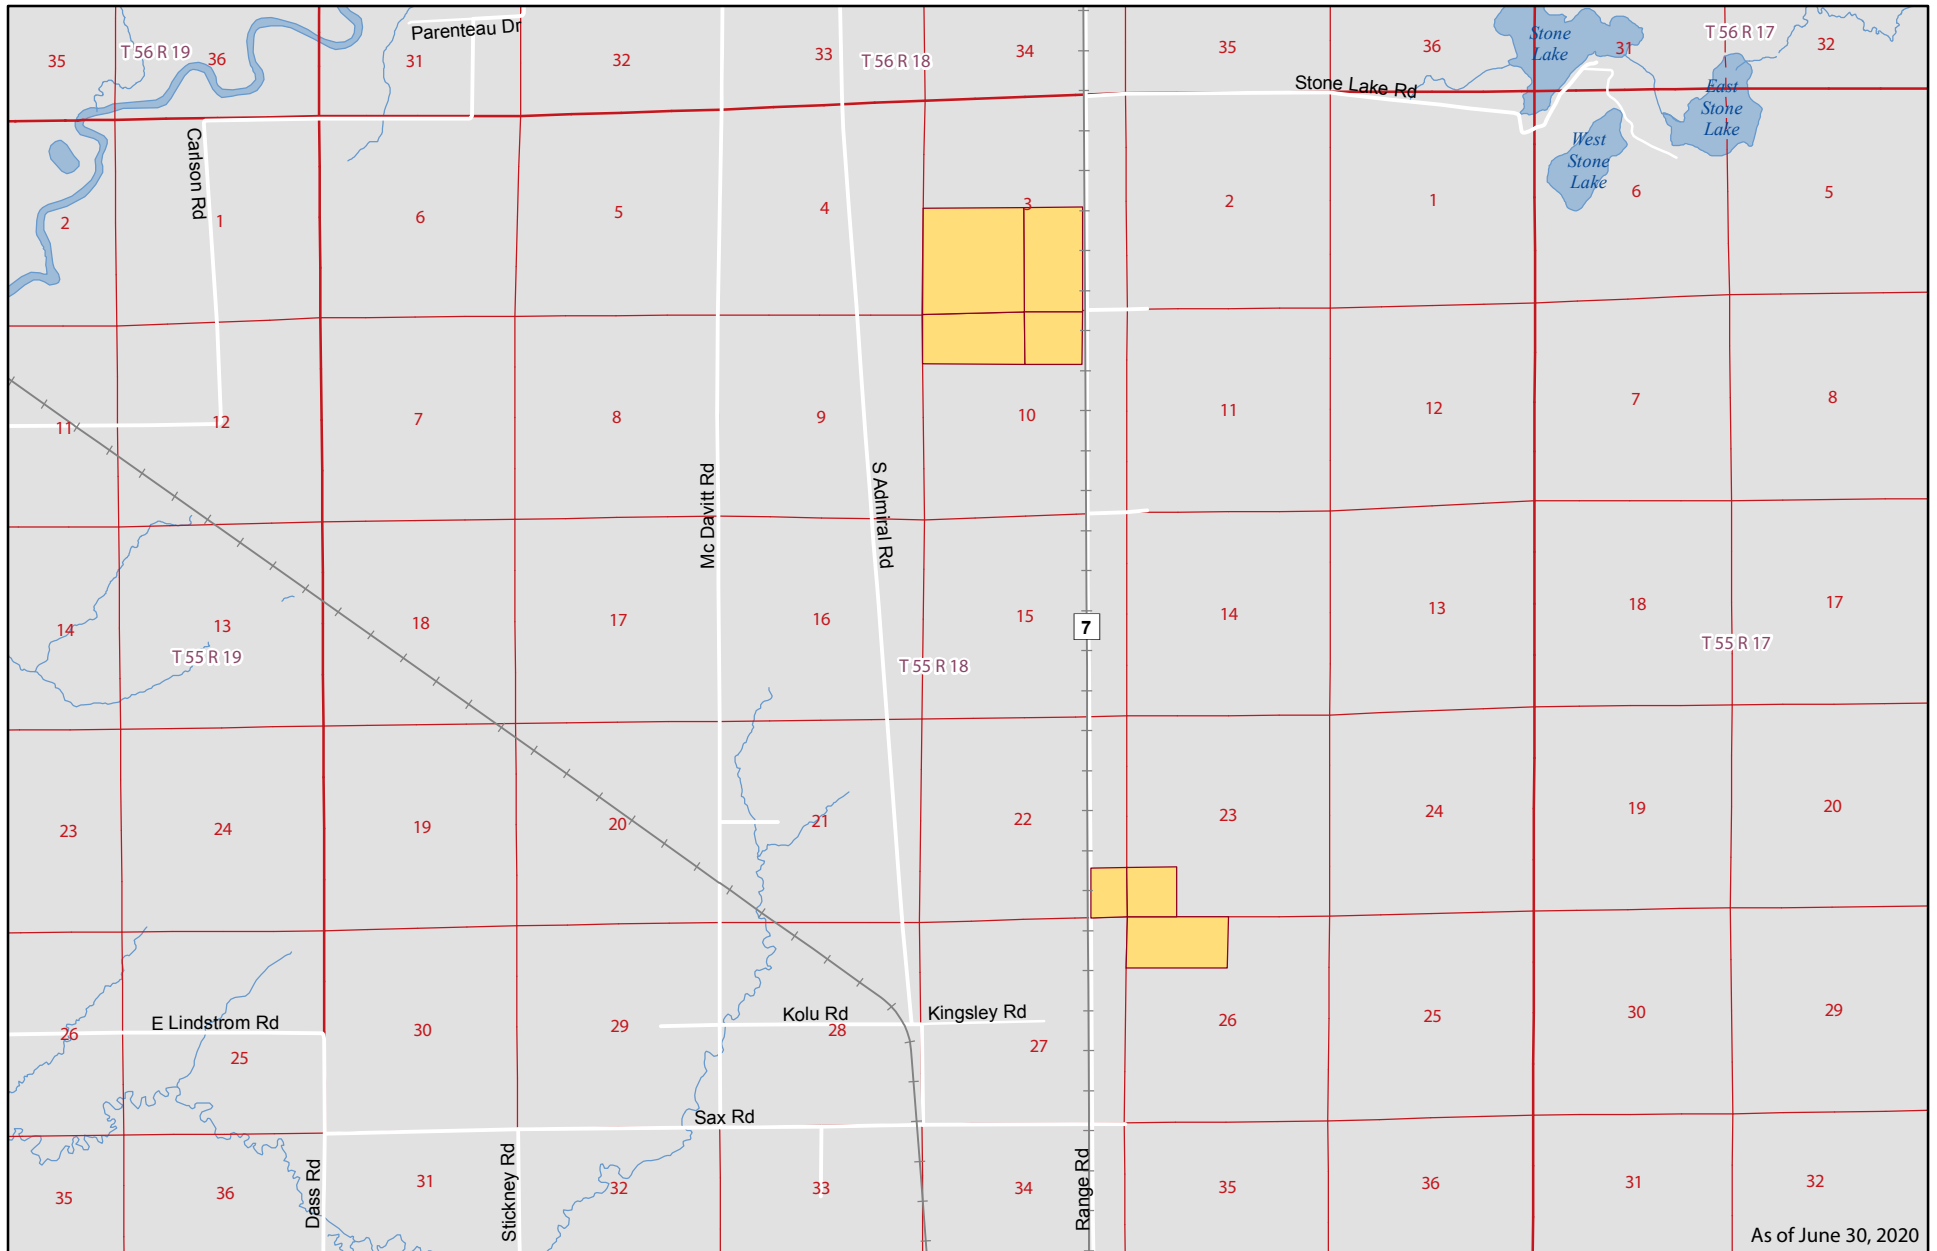 Parenteau Dr
35
T 56 R 19
36
31
32
33
T 56 R 18
34
35
36
Stone
Lake
31
T 56 R 17
32
Stone Lake Rd
East
Stone
Lake
West
Stone
Lake
Carlson Rd
2
1
6
5
4
3
2
1
6
5
11
12
7
8
9
10
11
12
7
8
Mc Davitt Rd
S Admiral Rd
14
13
18
17
16
15
7
14
13
18
17
T 55 R 19
T 55 R 18
T 55 R 17
23
24
19
20
21
22
23
24
19
20
E Lindstrom Rd
26
25
30
29
Kolu Rd
28
Kingsley Rd
27
26
25
30
29
Sax Rd
35
36
Dass Rd
31
Stickney Rd
32
33
34
Range Rd
35
36
31
32
As of June 30, 2020